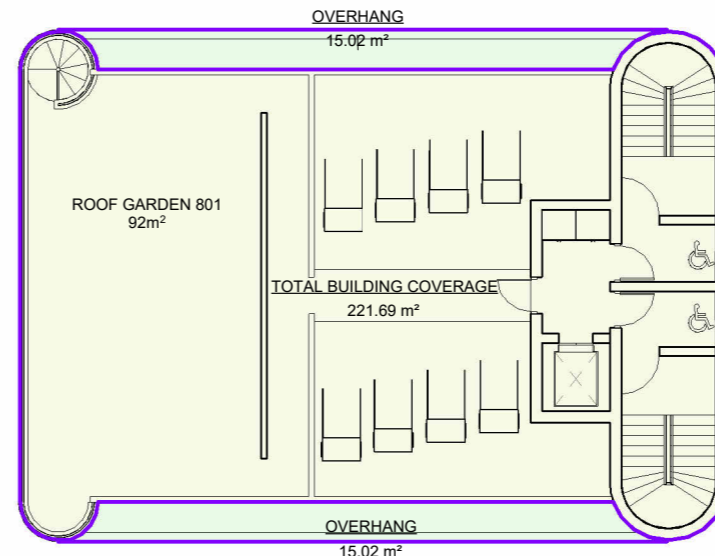 OVERHANG
15.02 m²
ROOF GARDEN 801
92m²
TOTAL BUILDING COVERAGE
221.69 m²
OVERHANG
15.02 m²